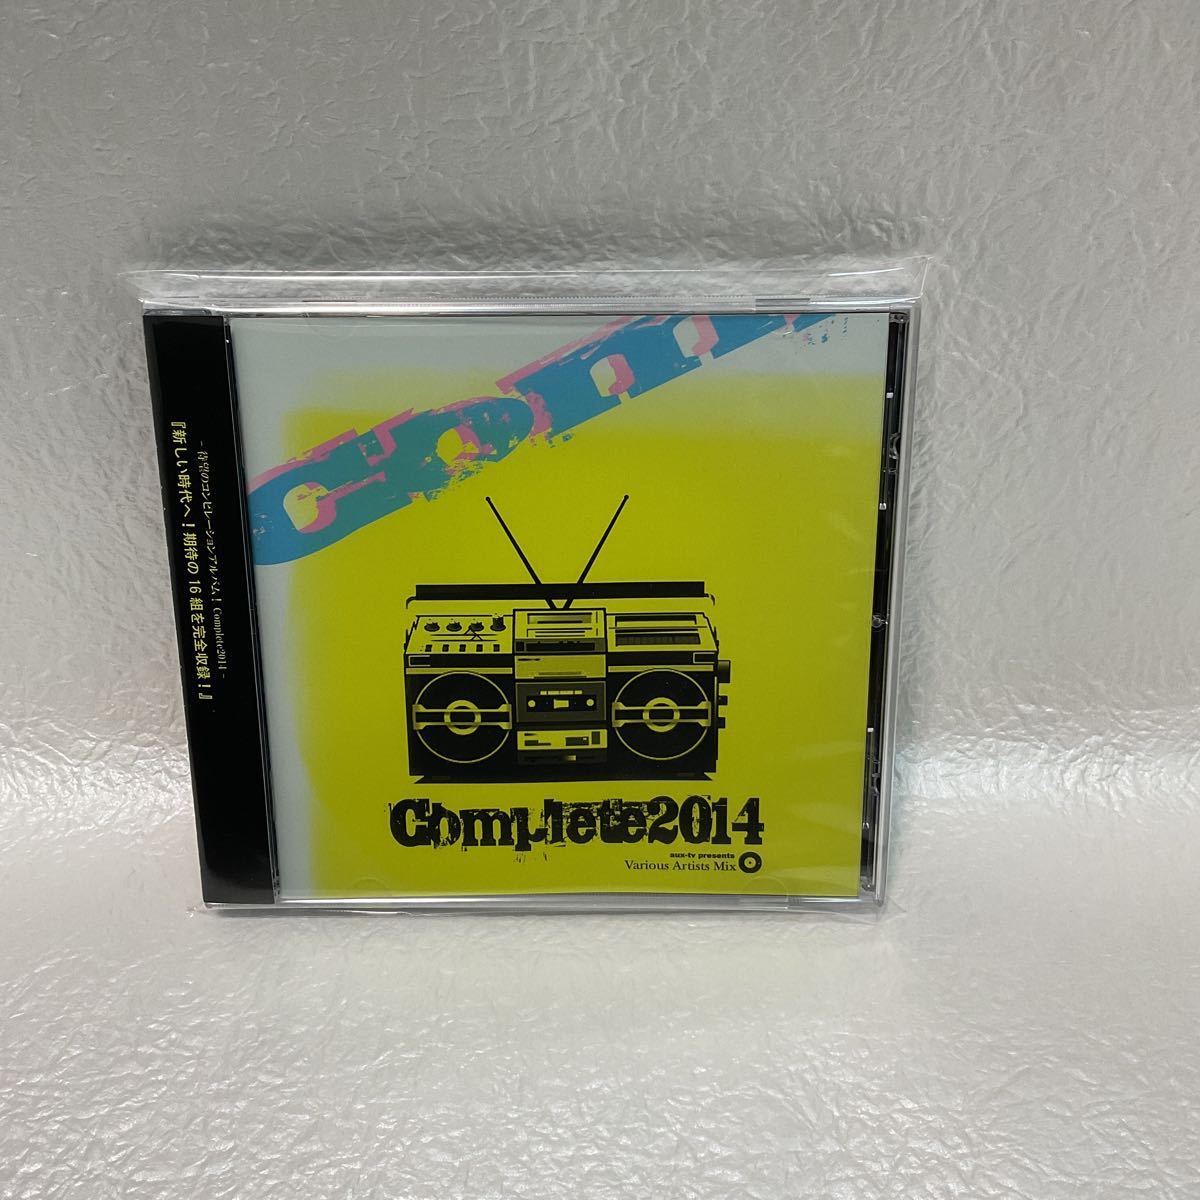 - 待望のコンピレーションアルバム! Complete2014 -
『新しい時代へ!期待の 16 組を完全収録!』
COM
Complete2014
aux-tv presents
Various Artists Mix